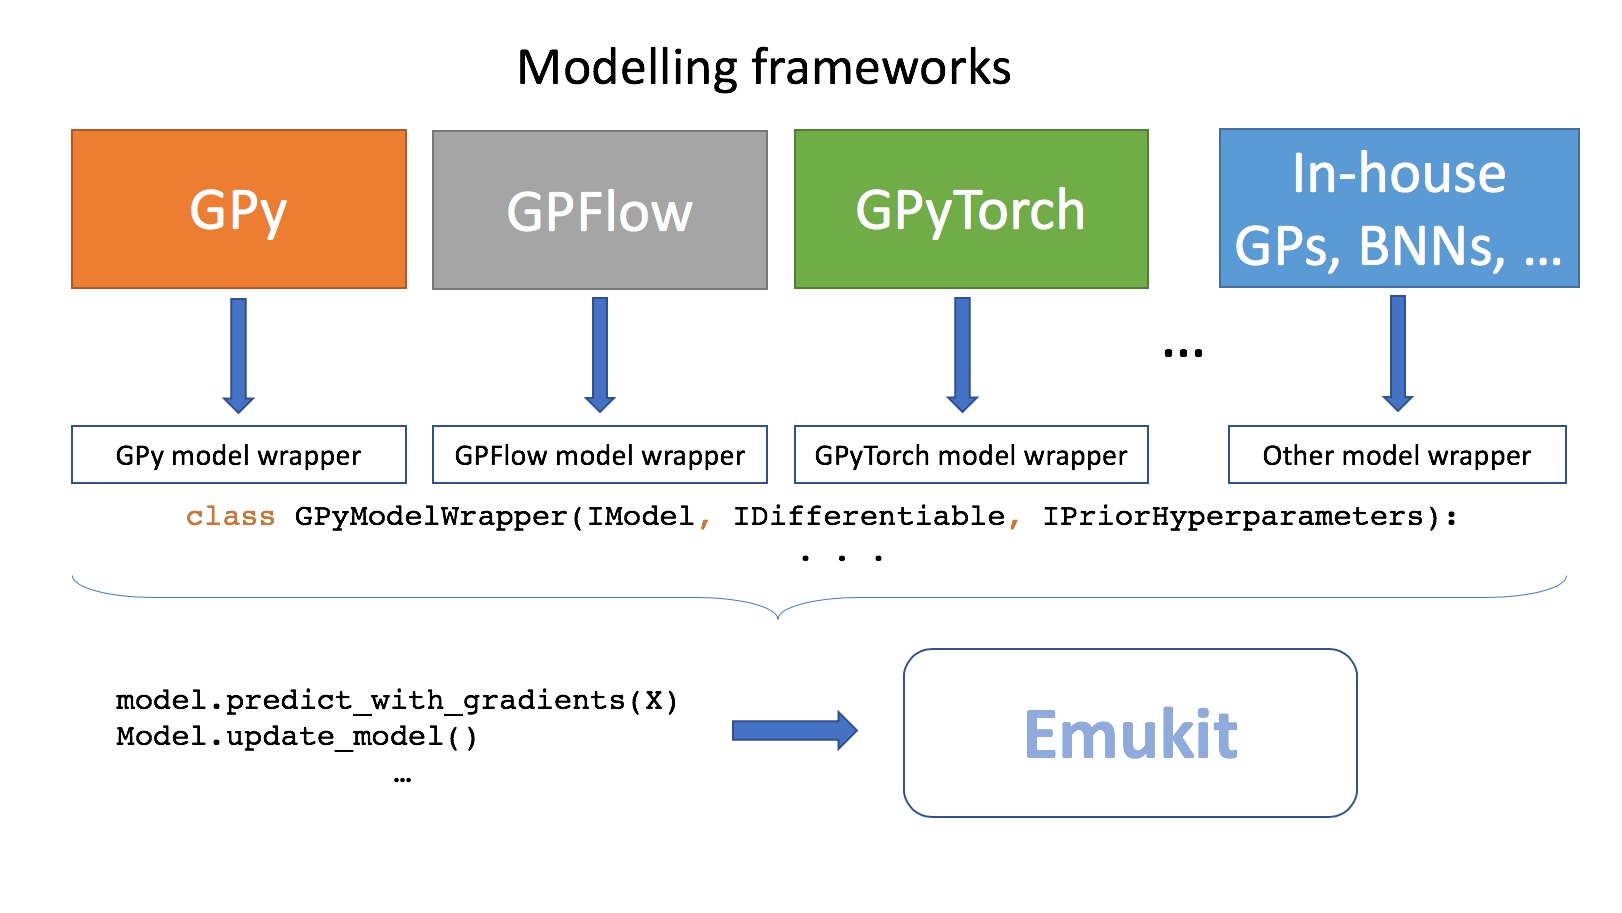 Modelling frameworks
GPy
GPFlow
GPyTorch
In-house
GPs, BNNs, ...
...
GPy model wrapper
GPFlow model wrapper
GPyTorch model wrapper
Other model wrapper
class GPyModelWrapper(IModel, IDifferentiable, IPriorHyperparameters):
. . .
model.predict_with_gradients(X)
Model.update_model()
…
Emukit